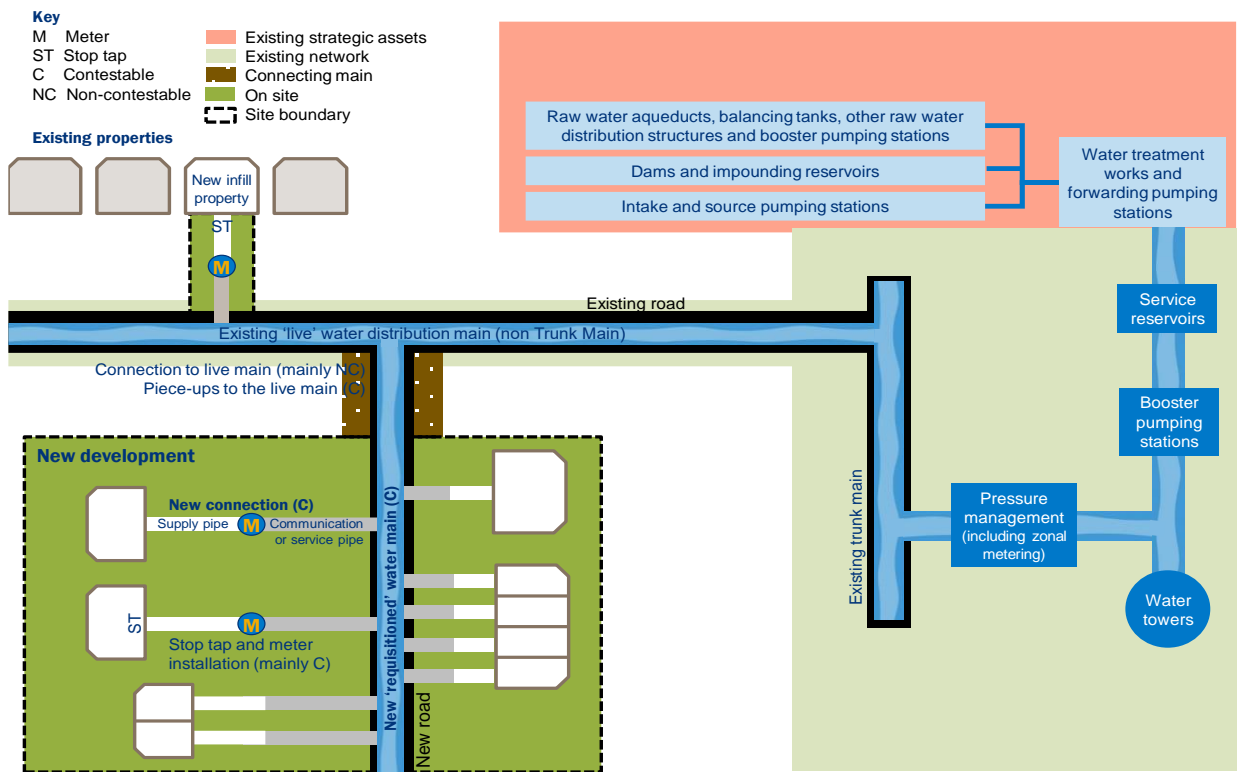 Key
M Meter
ST Stop tap
C Contestable
NC Non-contestable
Existing strategic assets
Existing network
Connecting main
On site
Site boundary
Existing properties
New infill
property
ST
M
Raw water aqueducts, balancing tanks, other raw water
distribution structures and booster pumping stations
Dams and impounding reservoirs
Intake and source pumping stations
Water treatment
works and
forwarding pumping
stations
Existing road
Existing ‘live’ water distribution main (non Trunk Main)
Connection to live main (mainly NC)
Piece-ups to the live main (C)
Service
reservoirs
Booster
pumping
stations
Pressure
management
(including zonal
metering)
Water
towers
Existing trunk main
New development
New connection (C)
Supply pipe
M
Communication
or service pipe
ST
M
Stop tap and meter
installation (mainly C)
New ‘requisitioned’ water main (C)
New road